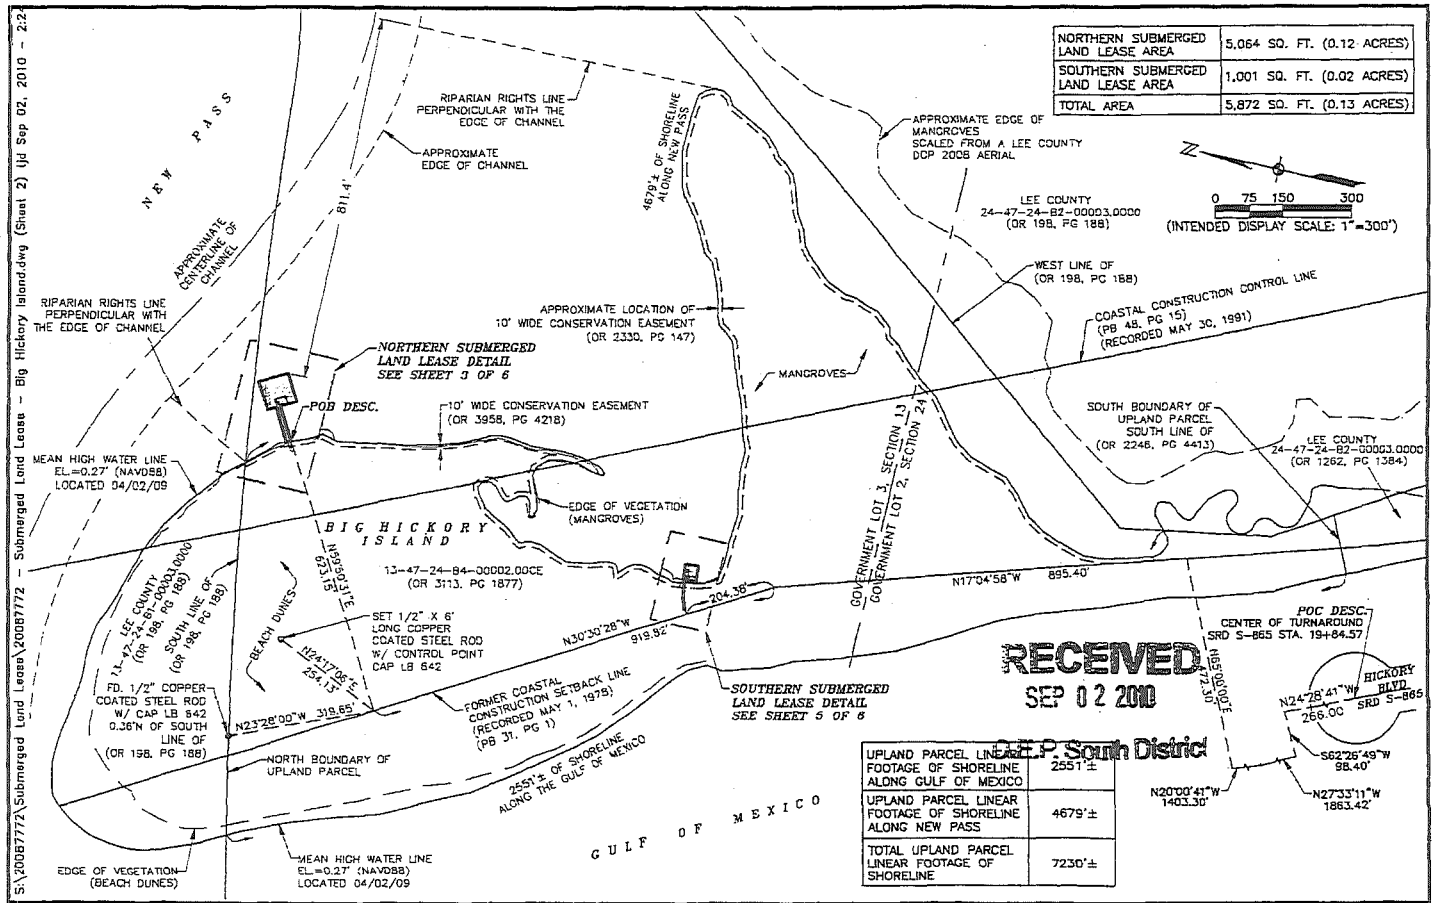 S:\20087772\Submerged Land Lease\20087772 - Submerged Land Lease - Big Hickory Island.dwg (Sheet 2) ljd Sep 02, 2010 - 2:2
NORTHERN SUBMERGED LAND LEASE AREA 5,064 SQ. FT. (0.12 ACRES)
SOUTHERN SUBMERGED LAND LEASE AREA 1,001 SQ. FT. (0.02 ACRES)
TOTAL AREA 5,872 SQ. FT. (0.13 ACRES)
NEW PASS
RIPARIAN RIGHTS LINE
PERPENDICULAR WITH THE
EDGE OF CHANNEL
APPROXIMATE
EDGE OF CHANNEL
811.4'
4679'± OF SHORELINE
ALONG NEW PASS
APPROXIMATE EDGE OF
MANGROVES
SCALED FROM A LEE COUNTY
DCP 2008 AERIAL
Z
0 75 150 300
(INTENDED DISPLAY SCALE: 1"=300')
LEE COUNTY
24-47-24-B2-00003.0000
(OR 198, PG 188)
WEST LINE OF
(OR 198, PG 188)
COASTAL CONSTRUCTION CONTROL LINE
(PB 48, PG 15)
(RECORDED MAY 30, 1991)
APPROXIMATE
CENTERLINE OF
CHANNEL
RIPARIAN RIGHTS LINE
PERPENDICULAR WITH
THE EDGE OF CHANNEL
APPROXIMATE LOCATION OF
10' WIDE CONSERVATION EASEMENT
(OR 2330, PG 147)
NORTHERN SUBMERGED
LAND LEASE DETAIL
SEE SHEET 3 OF 6
MANGROVES
POB DESC.
10' WIDE CONSERVATION EASEMENT
(OR 3958, PG 4218)
SOUTH BOUNDARY OF
UPLAND PARCEL
SOUTH LINE OF
(OR 2246, PG 4413)
LEE COUNTY
24-47-24-B2-00003.0000
(OR 1262, PG 1384)
MEAN HIGH WATER LINE
EL.=0.27' (NAVD88)
LOCATED 04/02/09
EDGE OF VEGETATION
(MANGROVES)
BIG HICKORY
ISLAND
13-47-24-B4-00002.00CE
(OR 3113, PG 1877)
GOVERNMENT LOT 3, SECTION 13
GOVERNMENT LOT 2, SECTION 24
N59°50'31"E
623.15'
LEE COUNTY
13-47-24-B1-00003.0000
(OR 198, PG 188)
SOUTH LINE OF
(OR 198, PG 188)
BEACH DUNES
SET 1/2" X 6'
LONG COPPER
COATED STEEL ROD
W/ CONTROL POINT
CAP LB 642
N24°17'06"E
254.13'
204.38'
N30°30'28"W
919.82'
N17°04'58"W 895.40'
POC DESC.
CENTER OF TURNAROUND
SRD S-865 STA. 19+84.57
HICKORY
BLVD
SRD S-865
N24°28'41"W
266.00
N65°00'00"E
472.30'
S62°26'49"W
98.40'
N27°33'11"W
1863.42'
N20°00'41"W
1403.30'
FD. 1/2" COPPER
COATED STEEL ROD
W/ CAP LB 642
0.36'N OF SOUTH
LINE OF
(OR 198, PG 188)
N23°28'00"W 319.65'
FORMER COASTAL
CONSTRUCTION SETBACK LINE
(RECORDED MAY 1, 1978)
(PB 31, PG 1)
SOUTHERN SUBMERGED
LAND LEASE DETAIL
SEE SHEET 5 OF 6
RECEIVED
SEP 02 2010
D.E.P. South District
NORTH BOUNDARY OF
UPLAND PARCEL
2551'± OF SHORELINE
ALONG THE GULF OF MEXICO
GULF OF MEXICO
UPLAND PARCEL LINEAR FOOTAGE OF SHORELINE ALONG GULF OF MEXICO 2551'±
UPLAND PARCEL LINEAR FOOTAGE OF SHORELINE ALONG NEW PASS 4679'±
TOTAL UPLAND PARCEL LINEAR FOOTAGE OF SHORELINE 7230'±
EDGE OF VEGETATION
(BEACH DUNES)
MEAN HIGH WATER LINE
EL.=0.27' (NAVD88)
LOCATED 04/02/09